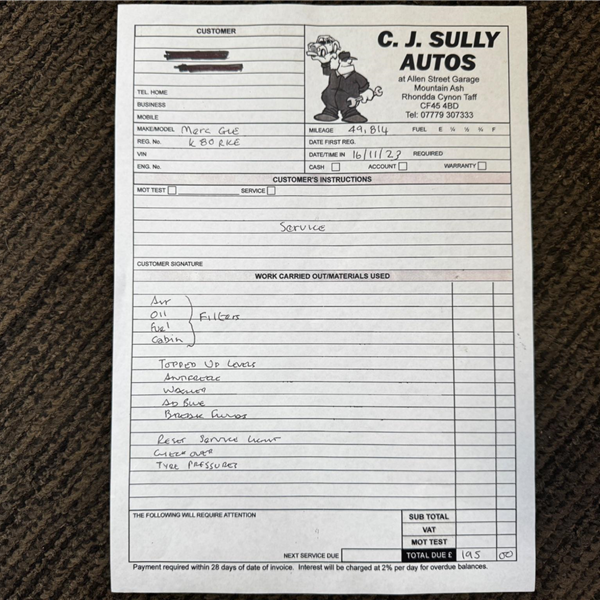 CUSTOMER
C. J. SULLY
AUTOS
at Allen Street Garage
Mountain Ash
Rhondda Cynon Taff
CF45 4BD
Tel: 07779 307333
TEL. HOME
BUSINESS
MOBILE
MAKE/MODEL Merc GLE
MILEAGE 49,814 FUEL E ¼ ½ ¾ F
REG. No. K80 RKE
DATE FIRST REG.
VIN
DATE/TIME IN 16/11/23 REQUIRED
ENG. No.
CASH ACCOUNT WARRANTY
CUSTOMER'S INSTRUCTIONS
MOT TEST SERVICE
Service
CUSTOMER SIGNATURE
WORK CARRIED OUT/MATERIALS USED
Air
Oil
Fuel
Cabin
Filters
Topped Up Levels
Antifreeze
Washer
Ad Blue
Break Fluids
Reset Service Light
Check over
Tyre Pressures
THE FOLLOWING WILL REQUIRE ATTENTION
SUB TOTAL
VAT
MOT TEST
NEXT SERVICE DUE
TOTAL DUE £ 195 00
Payment required within 28 days of date of invoice. Interest will be charged at 2% per day for overdue balances.